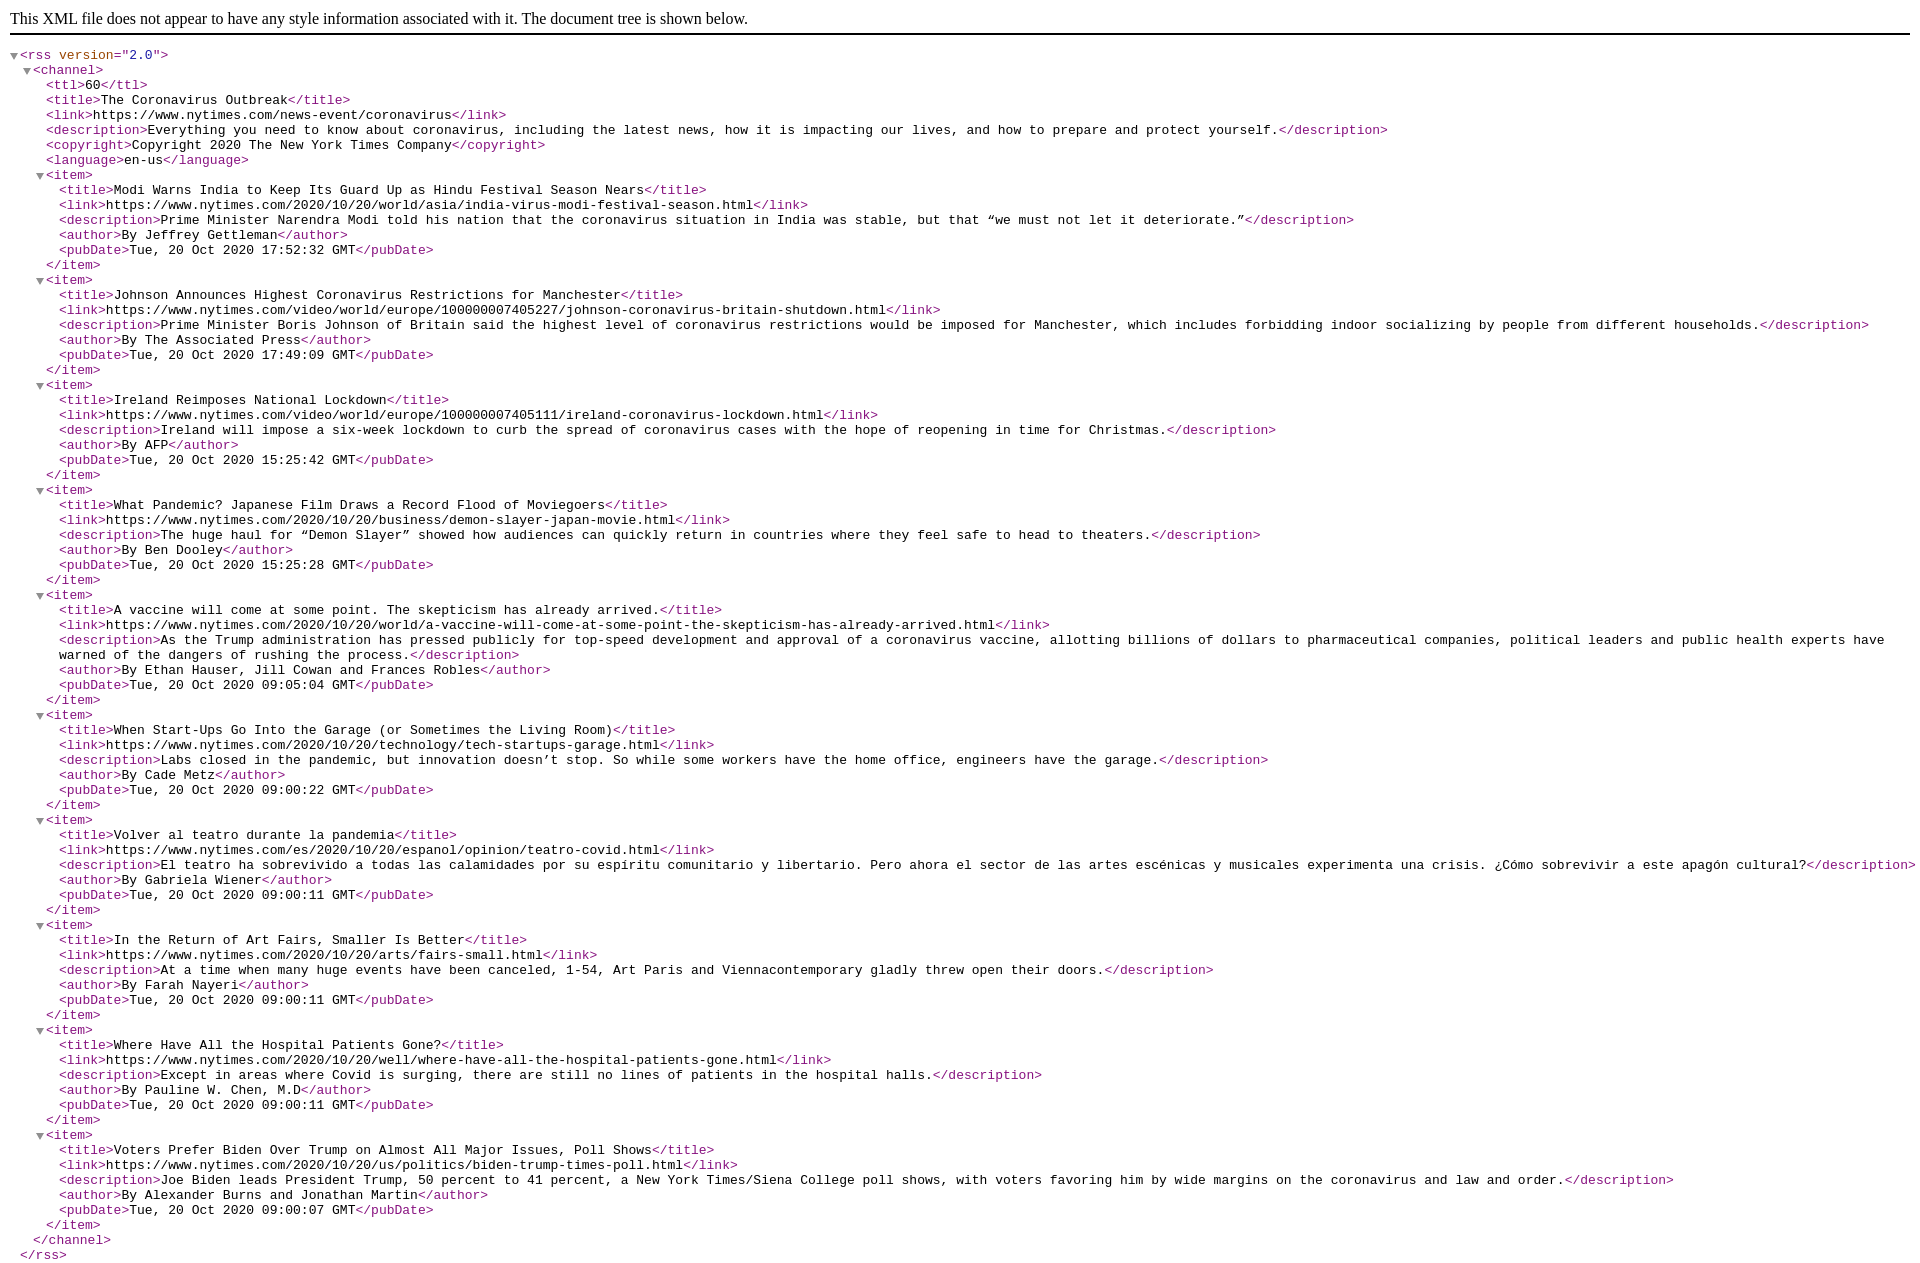 This XML file does not appear to have any style information associated with it. The document tree is shown below.
<rss version="2.0">
<channel>
<ttl>60</ttl>
<title>The Coronavirus Outbreak</title>
<link>https://www.nytimes.com/news-event/coronavirus</link>
<description>Everything you need to know about coronavirus, including the latest news, how it is impacting our lives, and how to prepare and protect yourself.</description>
<copyright>Copyright 2020 The New York Times Company</copyright>
<language>en-us</language>
<item>
<title>Modi Warns India to Keep Its Guard Up as Hindu Festival Season Nears</title>
<link>https://www.nytimes.com/2020/10/20/world/asia/india-virus-modi-festival-season.html</link>
<description>Prime Minister Narendra Modi told his nation that the coronavirus situation in India was stable, but that “we must not let it deteriorate.”</description>
<author>By Jeffrey Gettleman</author>
<pubDate>Tue, 20 Oct 2020 17:52:32 GMT</pubDate>
</item>
<item>
<title>Johnson Announces Highest Coronavirus Restrictions for Manchester</title>
<link>https://www.nytimes.com/video/world/europe/100000007405227/johnson-coronavirus-britain-shutdown.html</link>
<description>Prime Minister Boris Johnson of Britain said the highest level of coronavirus restrictions would be imposed for Manchester, which includes forbidding indoor socializing by people from different households.</description>
<author>By The Associated Press</author>
<pubDate>Tue, 20 Oct 2020 17:49:09 GMT</pubDate>
</item>
<item>
<title>Ireland Reimposes National Lockdown</title>
<link>https://www.nytimes.com/video/world/europe/100000007405111/ireland-coronavirus-lockdown.html</link>
<description>Ireland will impose a six-week lockdown to curb the spread of coronavirus cases with the hope of reopening in time for Christmas.</description>
<author>By AFP</author>
<pubDate>Tue, 20 Oct 2020 15:25:42 GMT</pubDate>
</item>
<item>
<title>What Pandemic? Japanese Film Draws a Record Flood of Moviegoers</title>
<link>https://www.nytimes.com/2020/10/20/business/demon-slayer-japan-movie.html</link>
<description>The huge haul for “Demon Slayer” showed how audiences can quickly return in countries where they feel safe to head to theaters.</description>
<author>By Ben Dooley</author>
<pubDate>Tue, 20 Oct 2020 15:25:28 GMT</pubDate>
</item>
<item>
<title>A vaccine will come at some point. The skepticism has already arrived.</title>
<link>https://www.nytimes.com/2020/10/20/world/a-vaccine-will-come-at-some-point-the-skepticism-has-already-arrived.html</link>
<description>As the Trump administration has pressed publicly for top-speed development and approval of a coronavirus vaccine, allotting billions of dollars to pharmaceutical companies, political leaders and public health experts have
warned of the dangers of rushing the process.</description>
<author>By Ethan Hauser, Jill Cowan and Frances Robles</author>
<pubDate>Tue, 20 Oct 2020 09:05:04 GMT</pubDate>
</item>
<item>
<title>When Start-Ups Go Into the Garage (or Sometimes the Living Room)</title>
<link>https://www.nytimes.com/2020/10/20/technology/tech-startups-garage.html</link>
<description>Labs closed in the pandemic, but innovation doesn’t stop. So while some workers have the home office, engineers have the garage.</description>
<author>By Cade Metz</author>
<pubDate>Tue, 20 Oct 2020 09:00:22 GMT</pubDate>
</item>
<item>
<title>Volver al teatro durante la pandemia</title>
<link>https://www.nytimes.com/es/2020/10/20/espanol/opinion/teatro-covid.html</link>
<description>El teatro ha sobrevivido a todas las calamidades por su espíritu comunitario y libertario. Pero ahora el sector de las artes escénicas y musicales experimenta una crisis. ¿Cómo sobrevivir a este apagón cultural?</description>
<author>By Gabriela Wiener</author>
<pubDate>Tue, 20 Oct 2020 09:00:11 GMT</pubDate>
</item>
<item>
<title>In the Return of Art Fairs, Smaller Is Better</title>
<link>https://www.nytimes.com/2020/10/20/arts/fairs-small.html</link>
<description>At a time when many huge events have been canceled, 1-54, Art Paris and Viennacontemporary gladly threw open their doors.</description>
<author>By Farah Nayeri</author>
<pubDate>Tue, 20 Oct 2020 09:00:11 GMT</pubDate>
</item>
<item>
<title>Where Have All the Hospital Patients Gone?</title>
<link>https://www.nytimes.com/2020/10/20/well/where-have-all-the-hospital-patients-gone.html</link>
<description>Except in areas where Covid is surging, there are still no lines of patients in the hospital halls.</description>
<author>By Pauline W. Chen, M.D</author>
<pubDate>Tue, 20 Oct 2020 09:00:11 GMT</pubDate>
</item>
<item>
<title>Voters Prefer Biden Over Trump on Almost All Major Issues, Poll Shows</title>
<link>https://www.nytimes.com/2020/10/20/us/politics/biden-trump-times-poll.html</link>
<description>Joe Biden leads President Trump, 50 percent to 41 percent, a New York Times/Siena College poll shows, with voters favoring him by wide margins on the coronavirus and law and order.</description>
<author>By Alexander Burns and Jonathan Martin</author>
<pubDate>Tue, 20 Oct 2020 09:00:07 GMT</pubDate>
</item>
</channel>
</rss>